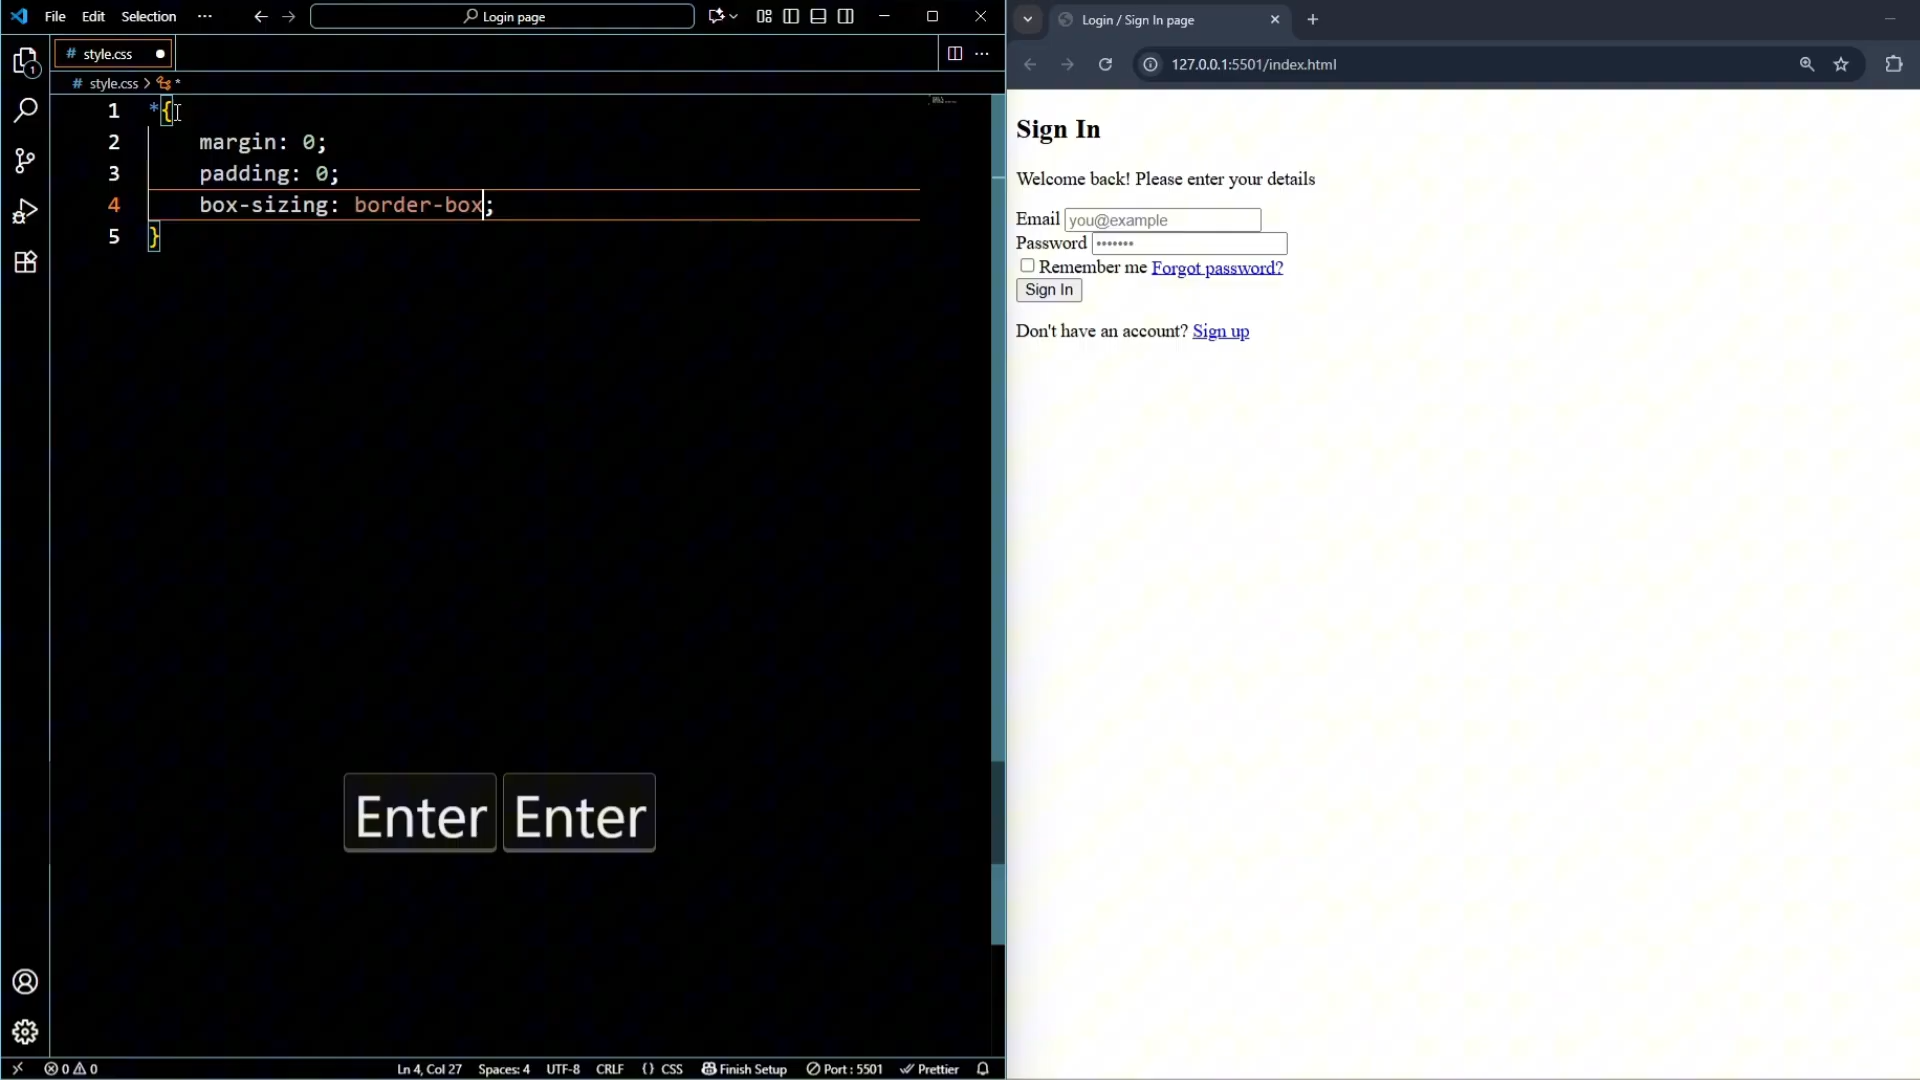 File Edit Selection ··· Login page
# style.css
# style.css > *
1 *{
2 margin: 0;
3 padding: 0;
4 box-sizing: border-box;
5 }
Enter Enter
0 0 Ln 4, Col 27 Spaces: 4 UTF-8 CRLF {} CSS Finish Setup Port : 5501 Prettier
1
Login / Sign In page
127.0.0.1:5501/index.html
Sign In
Welcome back! Please enter your details
Email you@example
Password •••••••
Remember me Forgot password?
Sign In
Don't have an account? Sign up